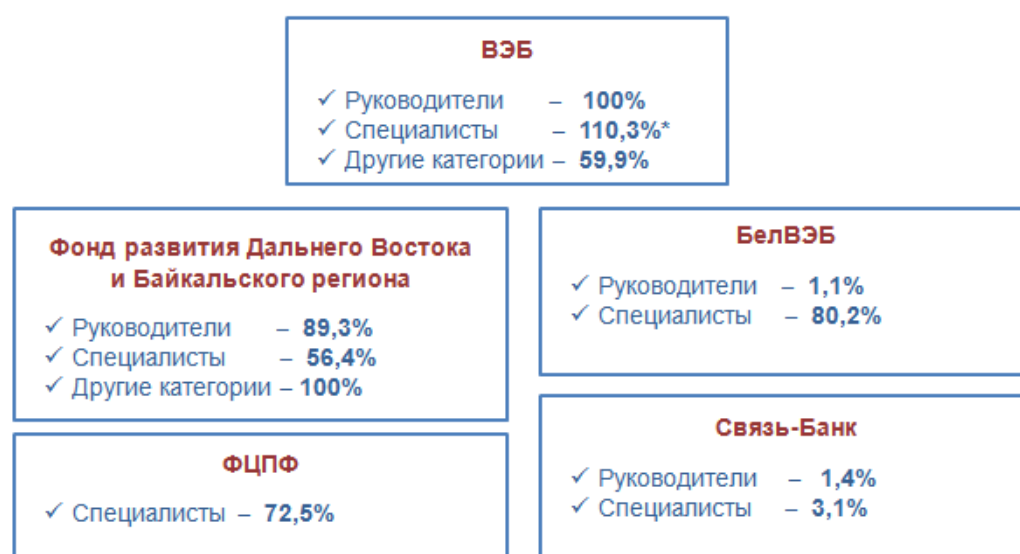 ВЭБ
✓ Руководители – 100%
✓ Специалисты – 110,3%*
✓ Другие категории – 59,9%
Фонд развития Дальнего Востока
и Байкальского региона
✓ Руководители – 89,3%
✓ Специалисты – 56,4%
✓ Другие категории – 100%
БелВЭБ
✓ Руководители – 1,1%
✓ Специалисты – 80,2%
ФЦПФ
✓ Специалисты – 72,5%
Связь-Банк
✓ Руководители – 1,4%
✓ Специалисты – 3,1%